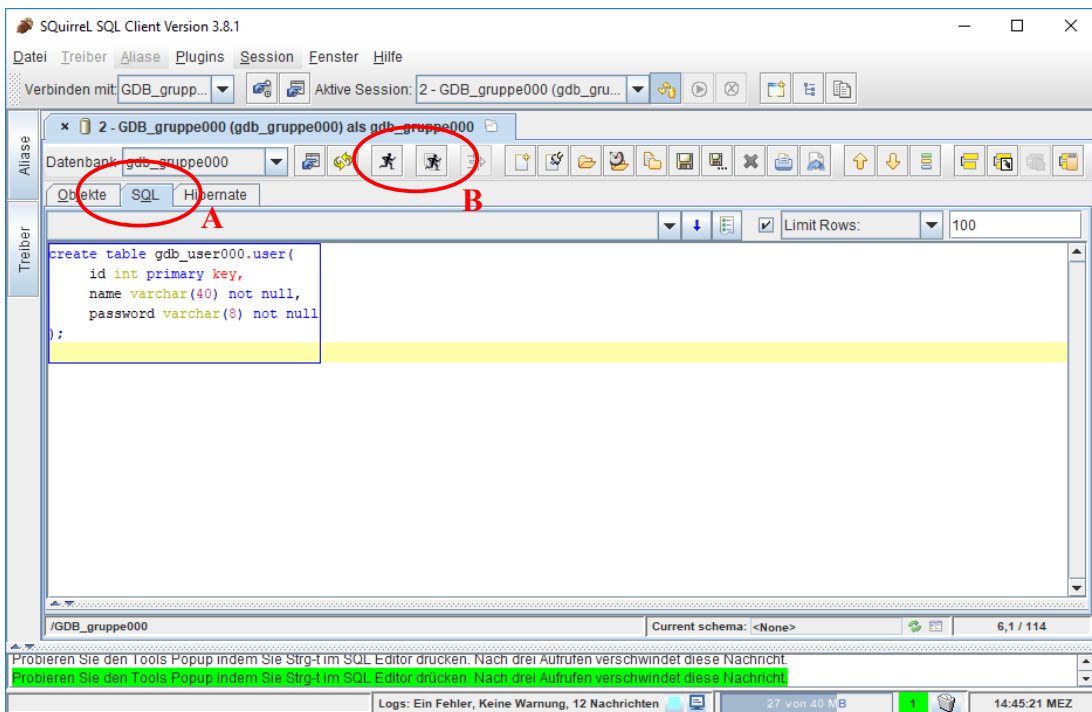 SQuirreL SQL Client Version 3.8.1
Datei Treiber Aliase Plugins Session Fenster Hilfe
Verbinden mit: GDB_grupp... Aktive Session: 2 - GDB_gruppe000 (gdb_gru...
2 - GDB_gruppe000 (gdb_gruppe000) als gdb_gruppe000
Aliase
Treiber
Datenbank: gdb_gruppe000
B
Objekte SQL Hibernate
A
Limit Rows: 100
create table gdb_user000.user(
id int primary key,
name varchar(40) not null,
password varchar(8) not null
);
/GDB_gruppe000 Current schema: <None> 6,1 / 114
Probieren Sie den Tools Popup indem Sie Strg-t im SQL Editor drücken. Nach drei Aufrufen verschwindet diese Nachricht.
Probieren Sie den Tools Popup indem Sie Strg-t im SQL Editor drücken. Nach drei Aufrufen verschwindet diese Nachricht.
Logs: Ein Fehler, Keine Warnung, 12 Nachrichten 27 von 40 MB 1 14:45:21 MEZ